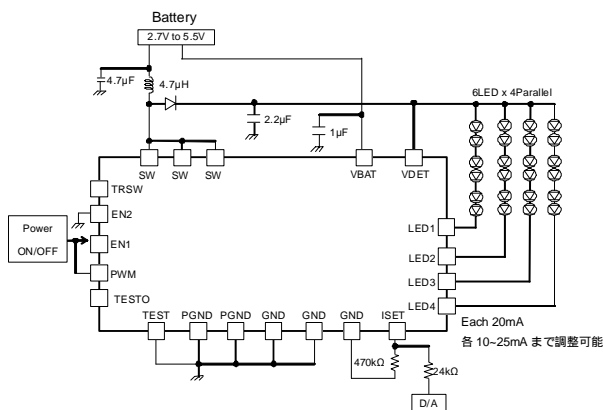 Battery
2.7V to 5.5V
4.7µF
4.7µH
6LED x 4Parallel
2.2µF
1µF
SW
SW
SW
VBAT
VDET
TRSW
EN2
EN1
PWM
TESTO
Power
ON/OFF
LED1
LED2
LED3
LED4
TEST
PGND
PGND
GND
GND
GND
ISET
Each 20mA
各 10~25mA まで調整可能
470kΩ
24kΩ
D/A